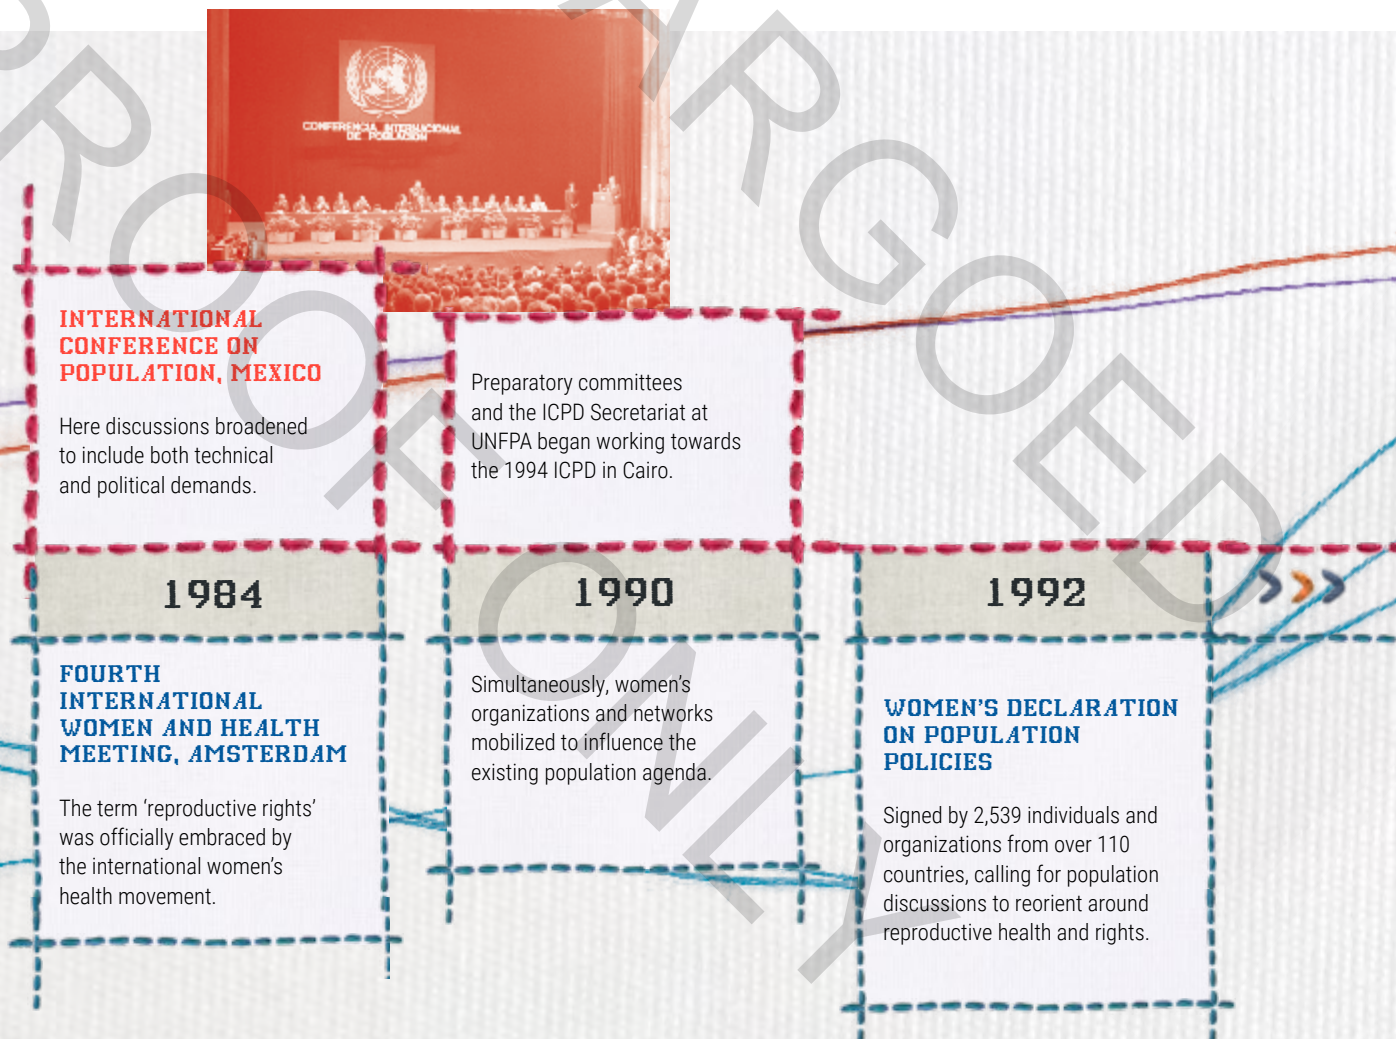 CONFERENCIA INTERNACIONAL
DE POBLACION
INTERNATIONAL
CONFERENCE ON
POPULATION, MEXICO
Here discussions broadened
to include both technical
and political demands.
Preparatory committees
and the ICPD Secretariat at
UNFPA began working towards
the 1994 ICPD in Cairo.
1984
1990
1992
FOURTH
INTERNATIONAL
WOMEN AND HEALTH
MEETING, AMSTERDAM
The term ‘reproductive rights’
was officially embraced by
the international women’s
health movement.
Simultaneously, women’s
organizations and networks
mobilized to influence the
existing population agenda.
WOMEN’S DECLARATION
ON POPULATION
POLICIES
Signed by 2,539 individuals and
organizations from over 110
countries, calling for population
discussions to reorient around
reproductive health and rights.
PROOF ONLY
ARGOED